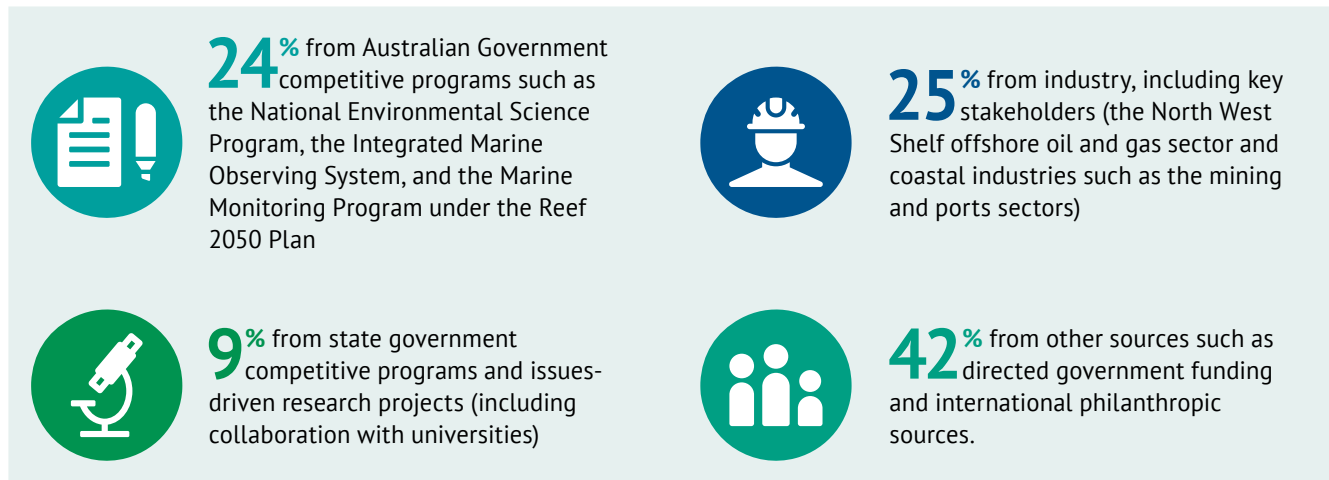 24% from Australian Government
competitive programs such as
the National Environmental Science
Program, the Integrated Marine
Observing System, and the Marine
Monitoring Program under the Reef
2050 Plan
25% from industry, including key
stakeholders (the North West
Shelf offshore oil and gas sector and
coastal industries such as the mining
and ports sectors)
9% from state government
competitive programs and issues-
driven research projects (including
collaboration with universities)
42% from other sources such as
directed government funding
and international philanthropic
sources.